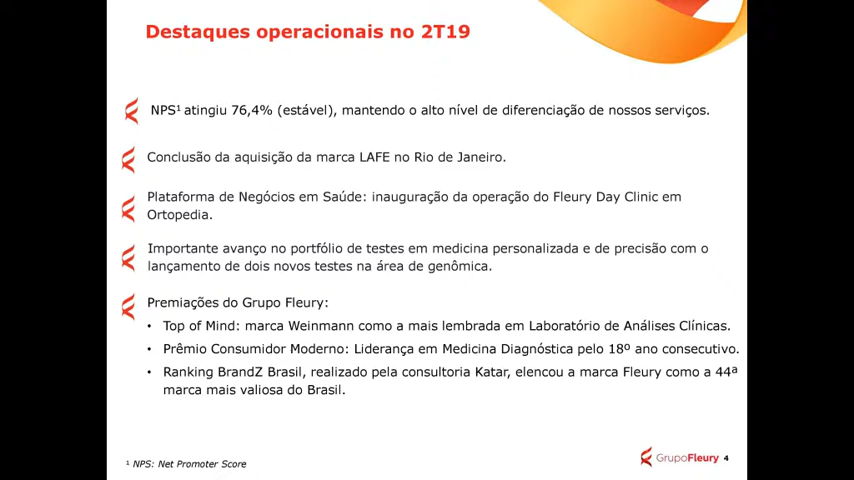 Destaques operacionais no 2T19
NPS¹ atingiu 76,4% (estável), mantendo o alto nível de diferenciação de nossos serviços.
Conclusão da aquisição da marca LAFE no Rio de Janeiro.
Plataforma de Negócios em Saúde: inauguração da operação do Fleury Day Clinic em
Ortopedia.
Importante avanço no portfólio de testes em medicina personalizada e de precisão com o
lançamento de dois novos testes na área de genômica.
Premiações do Grupo Fleury:
• Top of Mind: marca Weinmann como a mais lembrada em Laboratório de Análises Clínicas.
• Prêmio Consumidor Moderno: Liderança em Medicina Diagnóstica pelo 18º ano consecutivo.
• Ranking BrandZ Brasil, realizado pela consultoria Katar, elencou a marca Fleury como a 44ª
marca mais valiosa do Brasil.
¹ NPS: Net Promoter Score
GrupoFleury 4